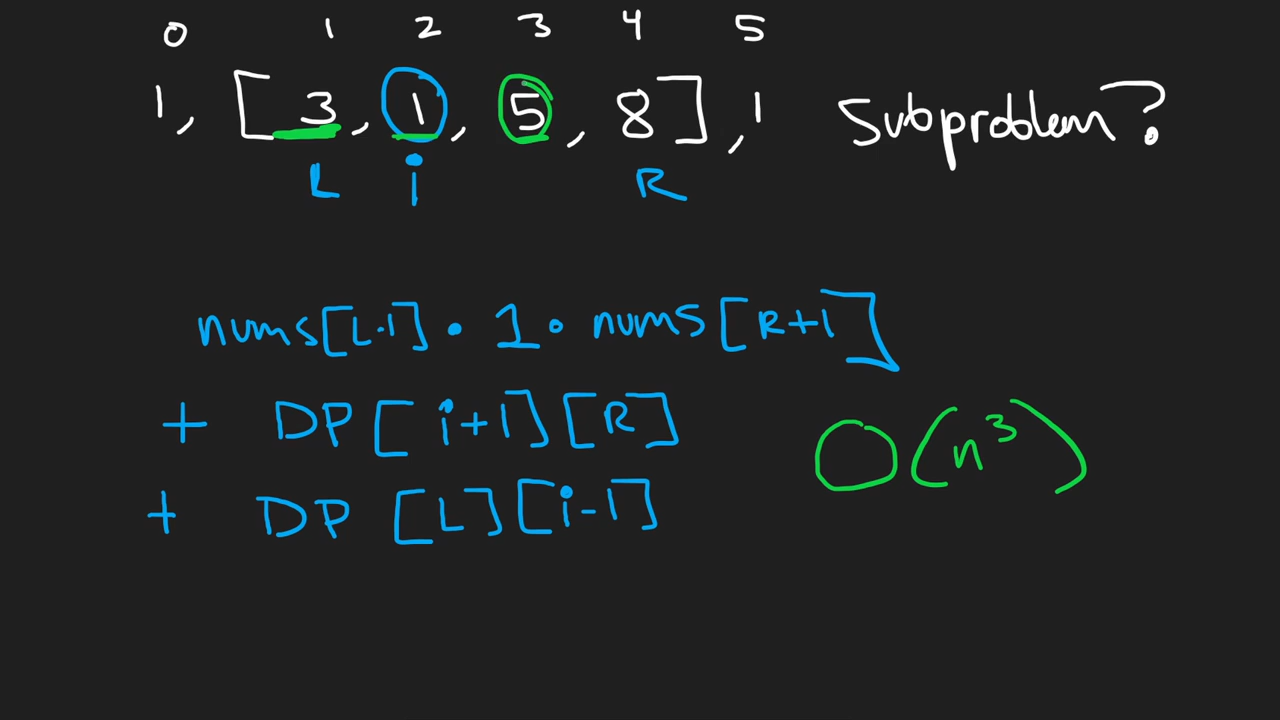 0 1 2 3 4 5
1, [3, 1, 5, 8], 1 Subproblem?
L i R
nums[L-1] • 1 • nums[R+1]
+ DP[i+1][R]
O(n³)
+ DP[L][i-1]